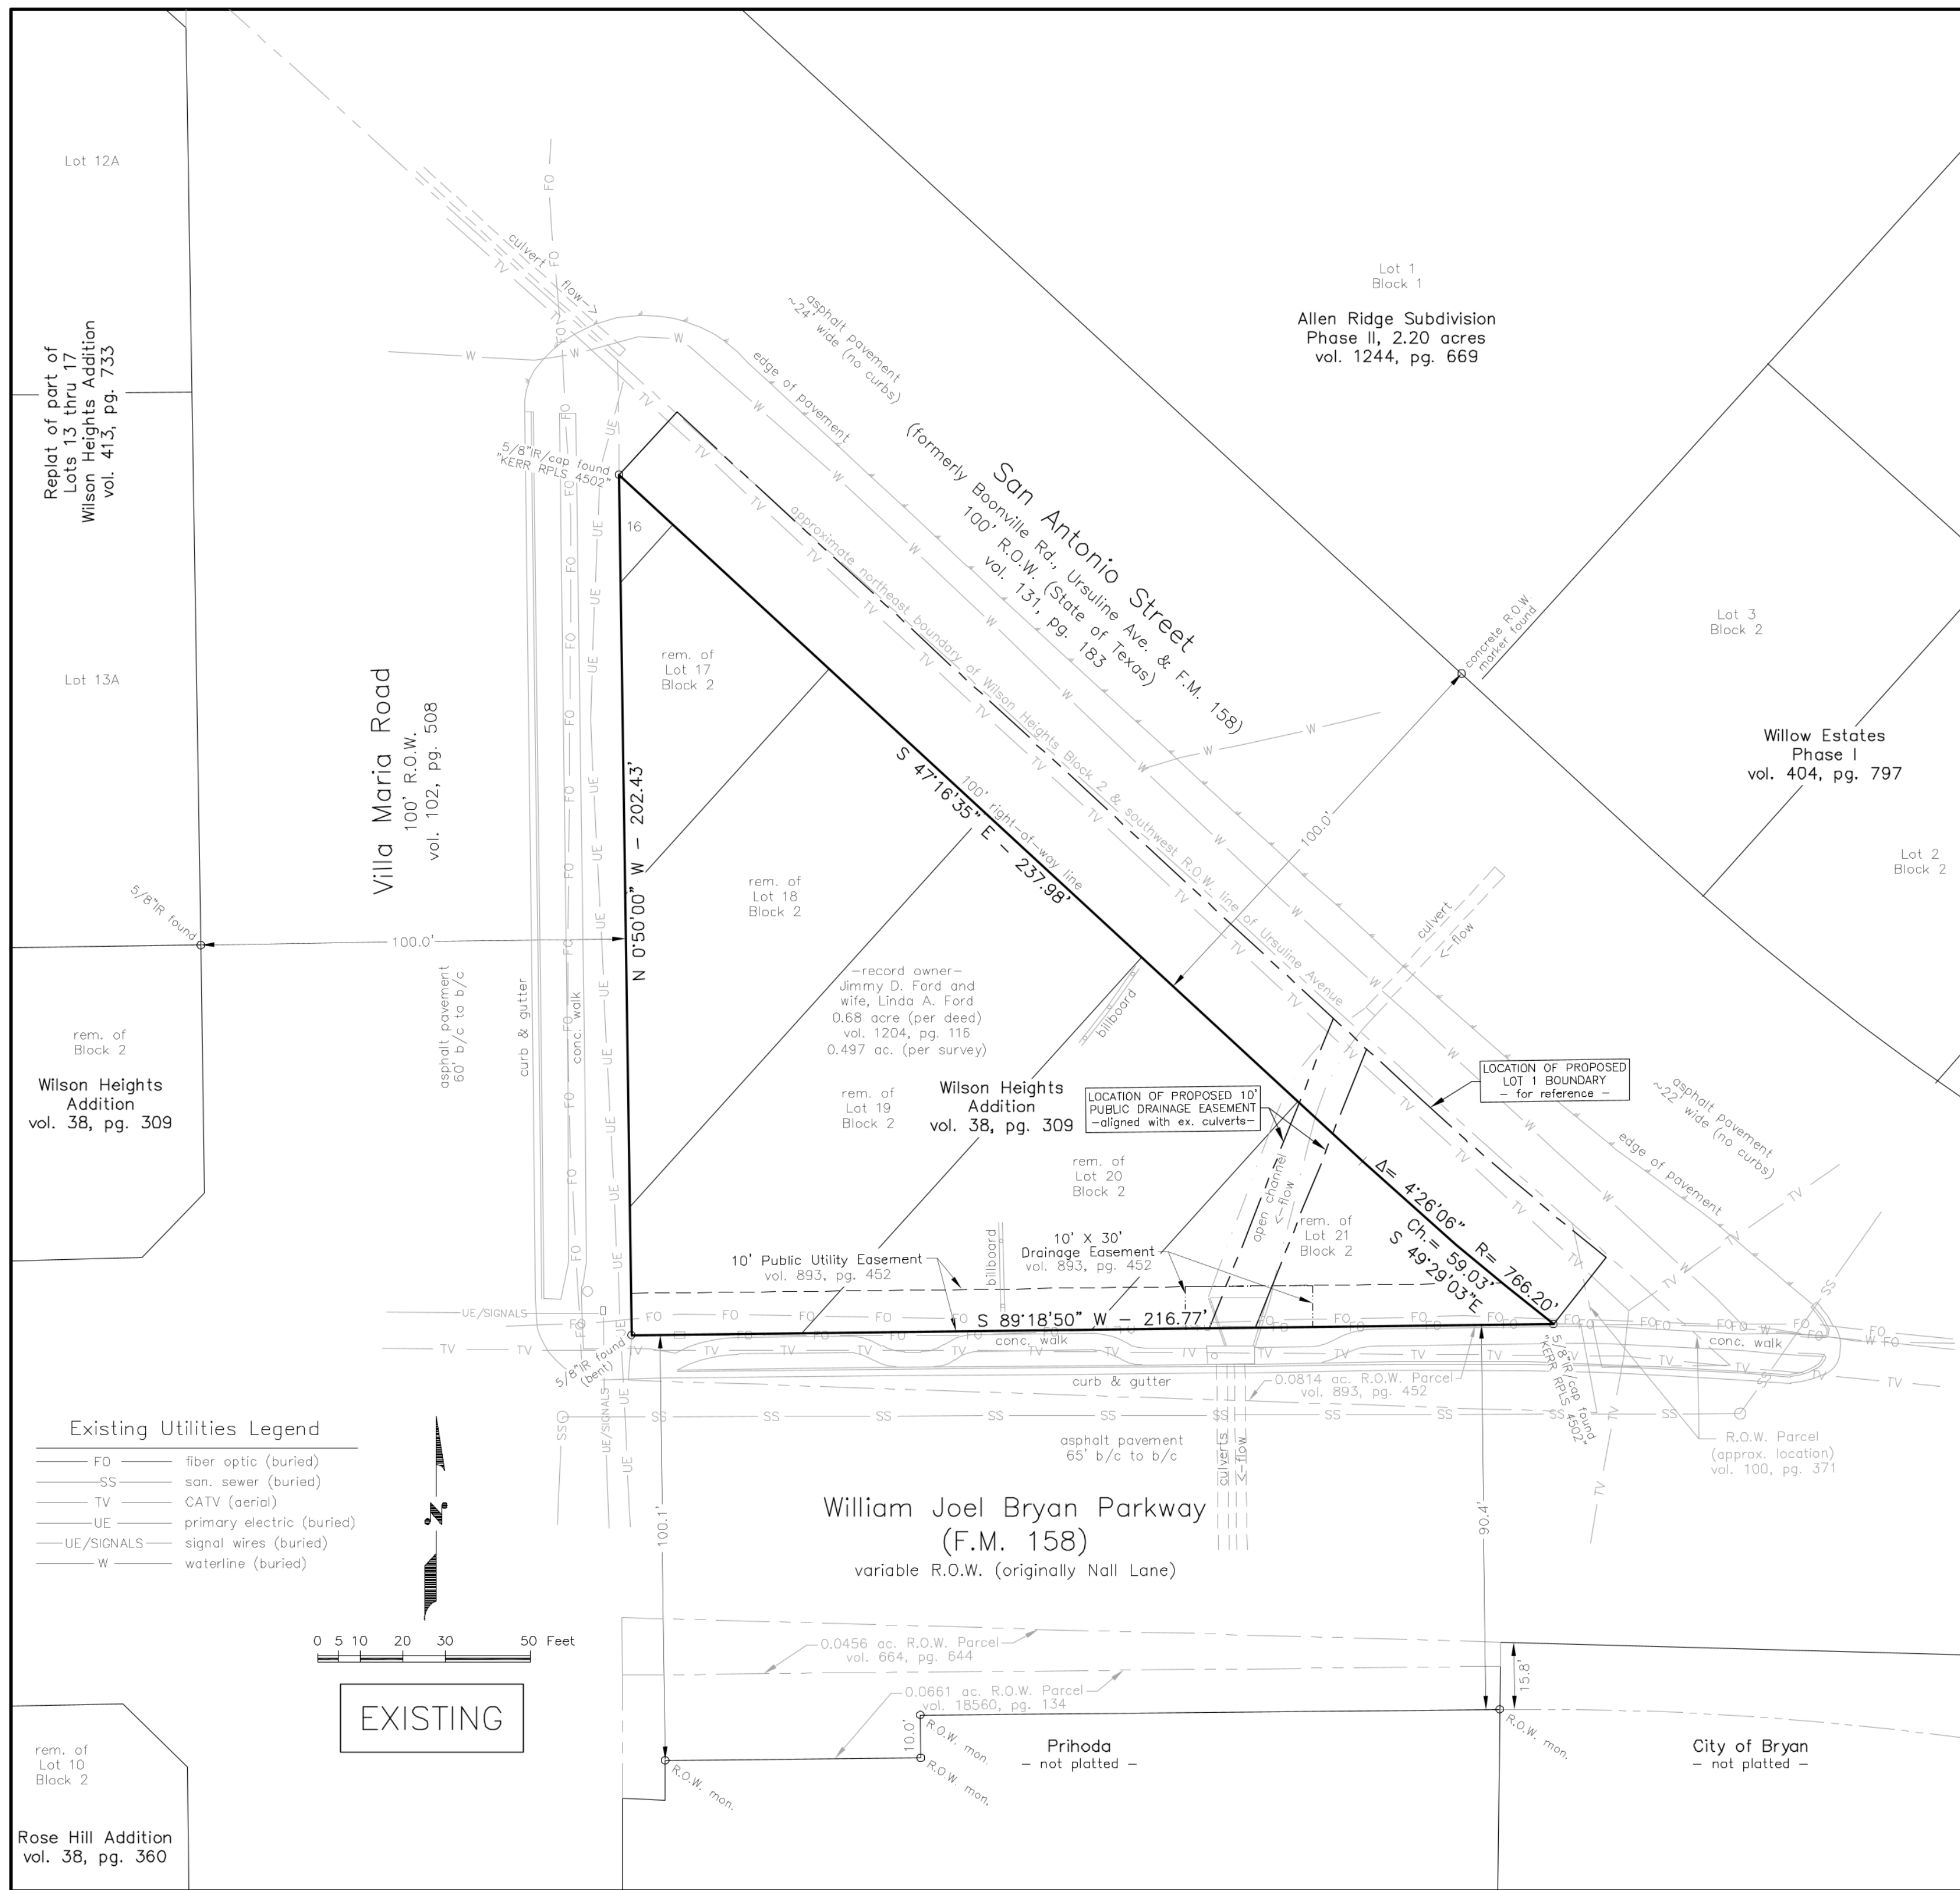 Lot 12A
Replat of part of
Lots 13 thru 17
Wilson Heights Addition
vol. 413, pg. 733
Lot 13A
5/8"IR found
100.0'
rem. of
Block 2
Wilson Heights
Addition
vol. 38, pg. 309
Villa Maria Road
100' R.O.W.
vol. 102, pg. 508
asphalt pavement
60' b/c to b/c
curb & gutter
conc. walk
culvert
flow->
5/8"IR/cap found
"KERR RPLS 4502"
asphalt pavement
~24' wide (no curbs)
edge of pavement
San Antonio Street
(formerly Boonville Rd., Ursuline Ave. & F.M. 158)
100' R.O.W. (State of Texas)
vol. 131, pg. 183
Lot 1
Block 1
Allen Ridge Subdivision
Phase II, 2.20 acres
vol. 1244, pg. 669
concrete R.O.W.
marker found
Lot 3
Block 2
Willow Estates
Phase I
vol. 404, pg. 797
Lot 2
Block 2
approximate northeast boundary of Wilson Heights Block 2 & southwest R.O.W. line of Ursuline Avenue
100' right-of-way line
S 47°16'35" E - 237.98'
100.0'
N 0°50'00" W - 202.43'
16
rem. of
Lot 17
Block 2
rem. of
Lot 18
Block 2
-record owner-
Jimmy D. Ford and
wife, Linda A. Ford
0.68 acre (per deed)
vol. 1204, pg. 116
0.497 ac. (per survey)
billboard
rem. of
Lot 19
Block 2
Wilson Heights
Addition
vol. 38, pg. 309
LOCATION OF PROPOSED 10'
PUBLIC DRAINAGE EASEMENT
-aligned with ex. culverts-
culvert
<-flow
LOCATION OF PROPOSED
LOT 1 BOUNDARY
- for reference -
asphalt pavement
~22' wide (no curbs)
edge of pavement
rem. of
Lot 20
Block 2
open channel
<-flow
rem. of
Lot 21
Block 2
Δ= 4°26'06"
R= 766.20'
Ch.= 59.03'
S 49°29'03"E
10' Public Utility Easement
vol. 893, pg. 452
billboard
10' X 30'
Drainage Easement
vol. 893, pg. 452
S 89°18'50" W - 216.77'
conc. walk
conc. walk
5/8"IR found
(bent)
curb & gutter
0.0814 ac. R.O.W. Parcel
vol. 893, pg. 452
5/8"IR/cap found
"KERR RPLS 4502"
R.O.W. Parcel
(approx. location)
vol. 100, pg. 371
asphalt pavement
65' b/c to b/c
culverts
<-flow
William Joel Bryan Parkway
(F.M. 158)
variable R.O.W. (originally Nall Lane)
100.1'
90.4'
Existing Utilities Legend
FO fiber optic (buried)
SS san. sewer (buried)
TV CATV (aerial)
UE primary electric (buried)
UE/SIGNALS signal wires (buried)
W waterline (buried)
UE/SIGNALS
UE/SIGNALS
N
0 5 10 20 30 50 Feet
EXISTING
0.0456 ac. R.O.W. Parcel
vol. 664, pg. 644
0.0661 ac. R.O.W. Parcel
vol. 18560, pg. 134
15.8'
10.0'
R.O.W. mon.
R.O.W. mon.
R.O.W. mon.
R.O.W. mon.
Prihoda
- not platted -
City of Bryan
- not platted -
rem. of
Lot 10
Block 2
Rose Hill Addition
vol. 38, pg. 360